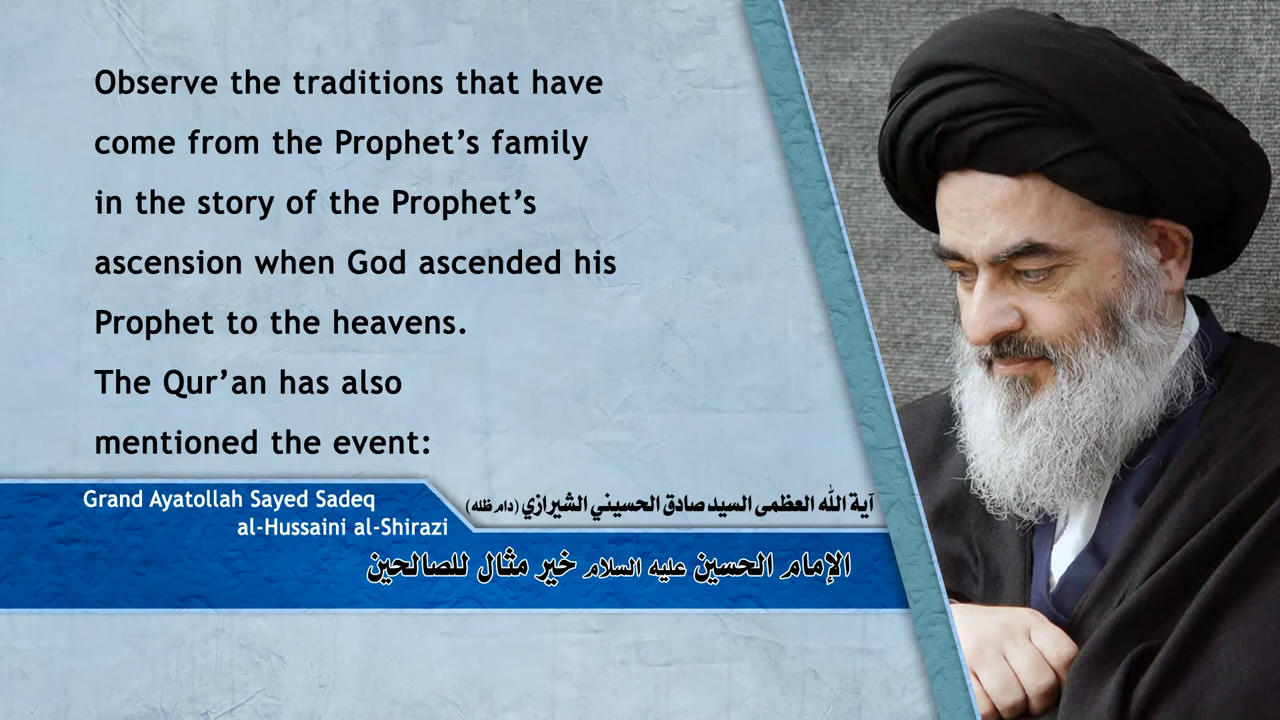 Observe the traditions that have
come from the Prophet’s family
in the story of the Prophet’s
ascension when God ascended his
Prophet to the heavens.
The Qur’an has also
mentioned the event:
Grand Ayatollah Sayed Sadeq
al-Hussaini al-Shirazi
آية الله العظمى السيد صادق الحسيني الشيرازي (دام ظله)
الإمام الحسين عليه السلام خير مثال للصالحين